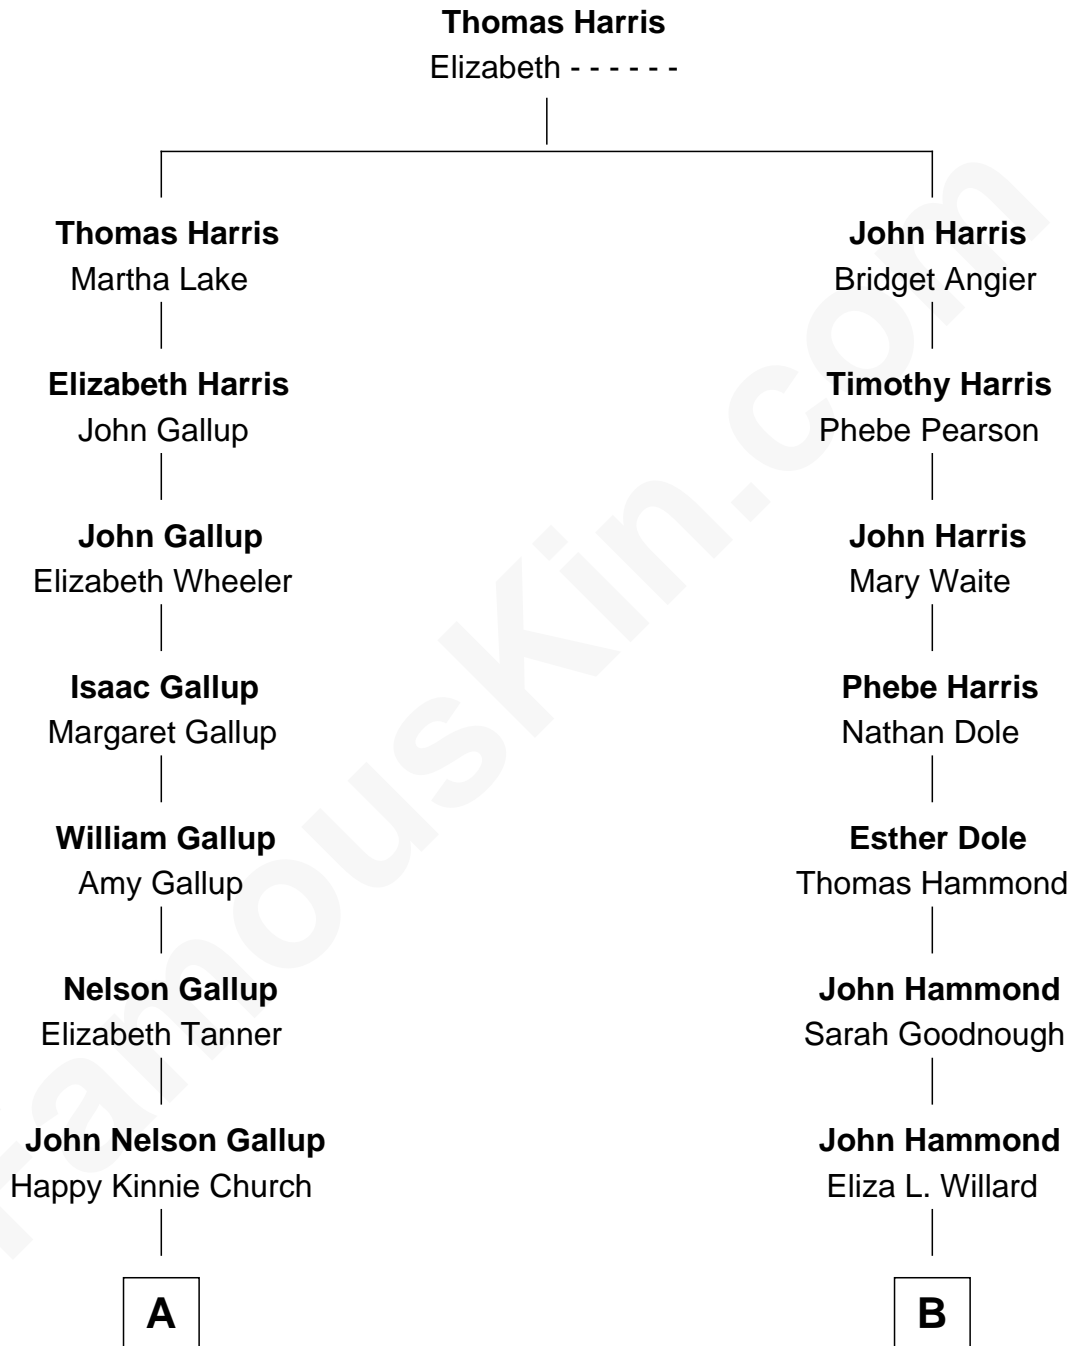 Thomas Harris
Elizabeth - - - - - -
Thomas Harris
Martha Lake
Elizabeth Harris
John Gallup
John Gallup
Elizabeth Wheeler
Isaac Gallup
Margaret Gallup
William Gallup
Amy Gallup
Nelson Gallup
Elizabeth Tanner
John Nelson Gallup
Happy Kinnie Church
A
John Harris
Bridget Angier
Timothy Harris
Phebe Pearson
John Harris
Mary Waite
Phebe Harris
Nathan Dole
Esther Dole
Thomas Hammond
John Hammond
Sarah Goodnough
John Hammond
Eliza L. Willard
B
FamousKin.com